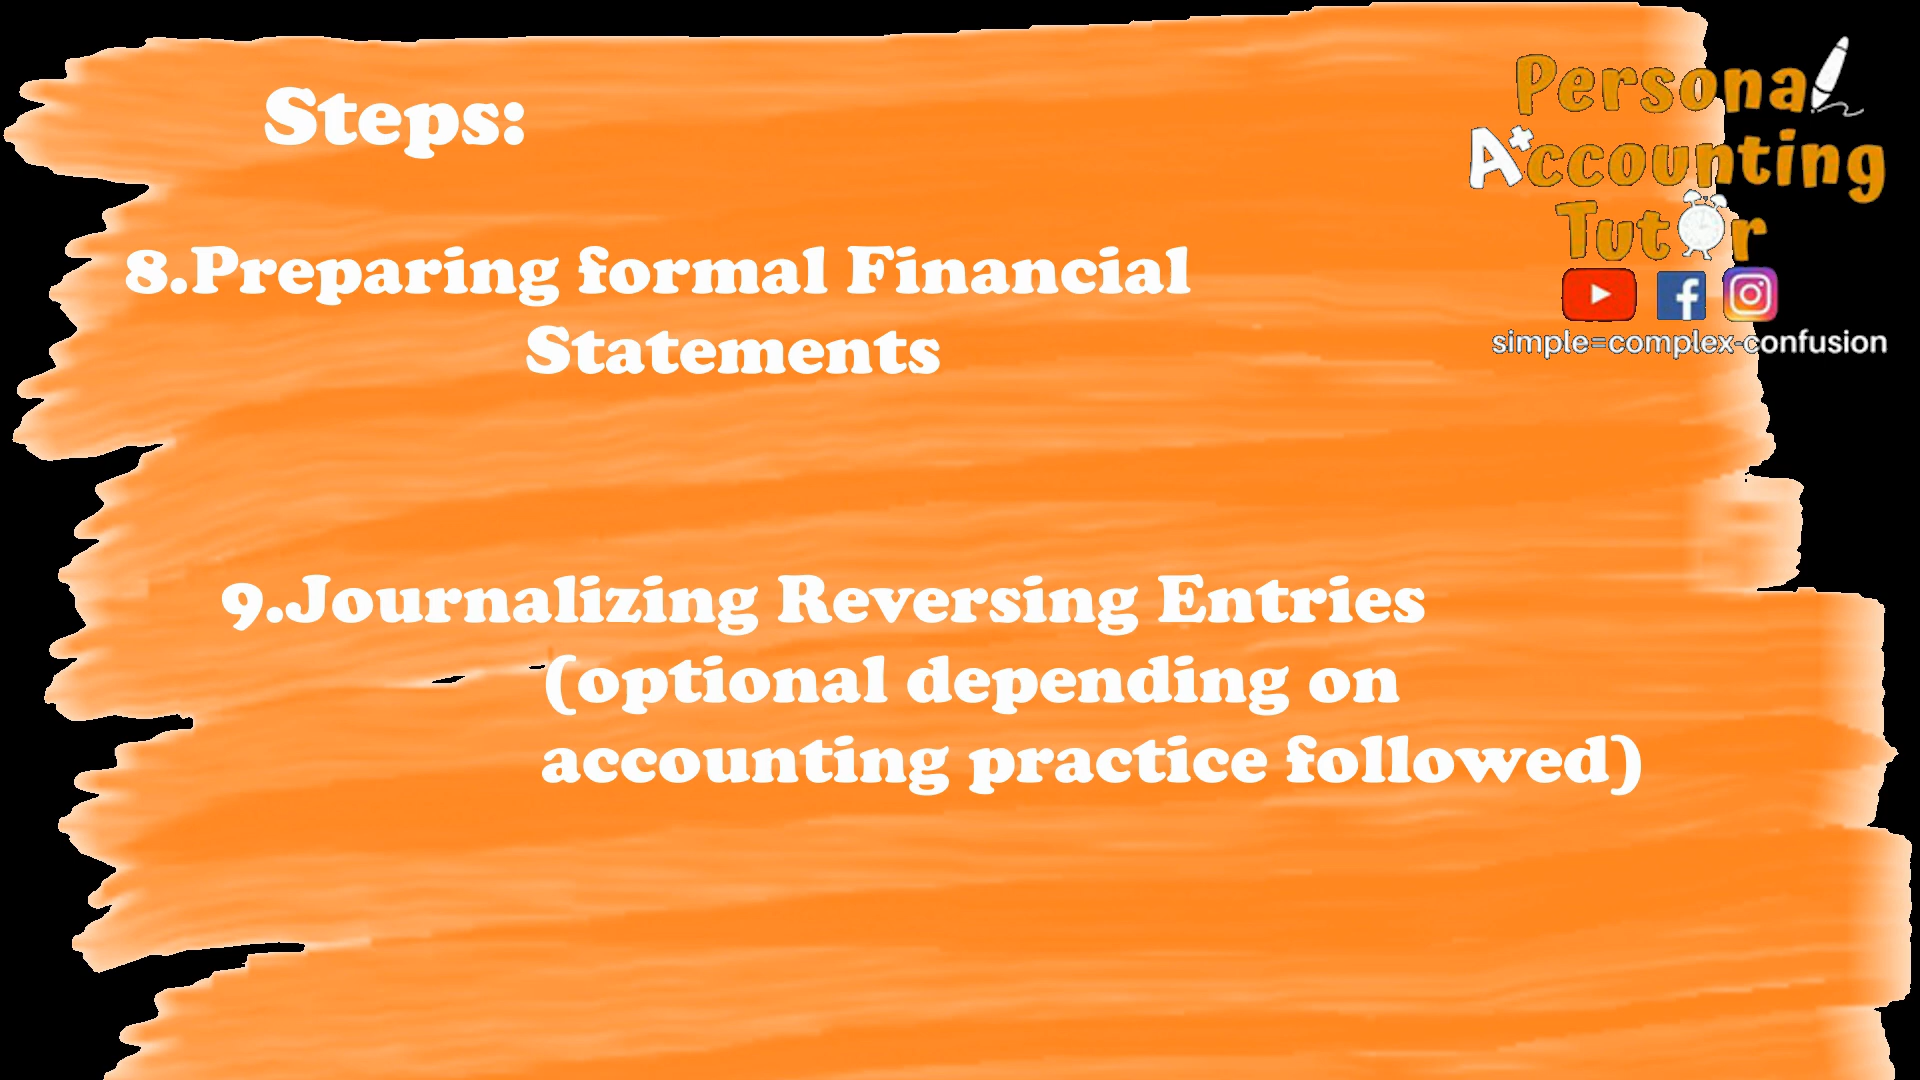 Steps:
Personal
A+ccounting
Tutor
simple=complex-confusion
8.Preparing formal Financial
Statements
9.Journalizing Reversing Entries
(optional depending on
accounting practice followed)